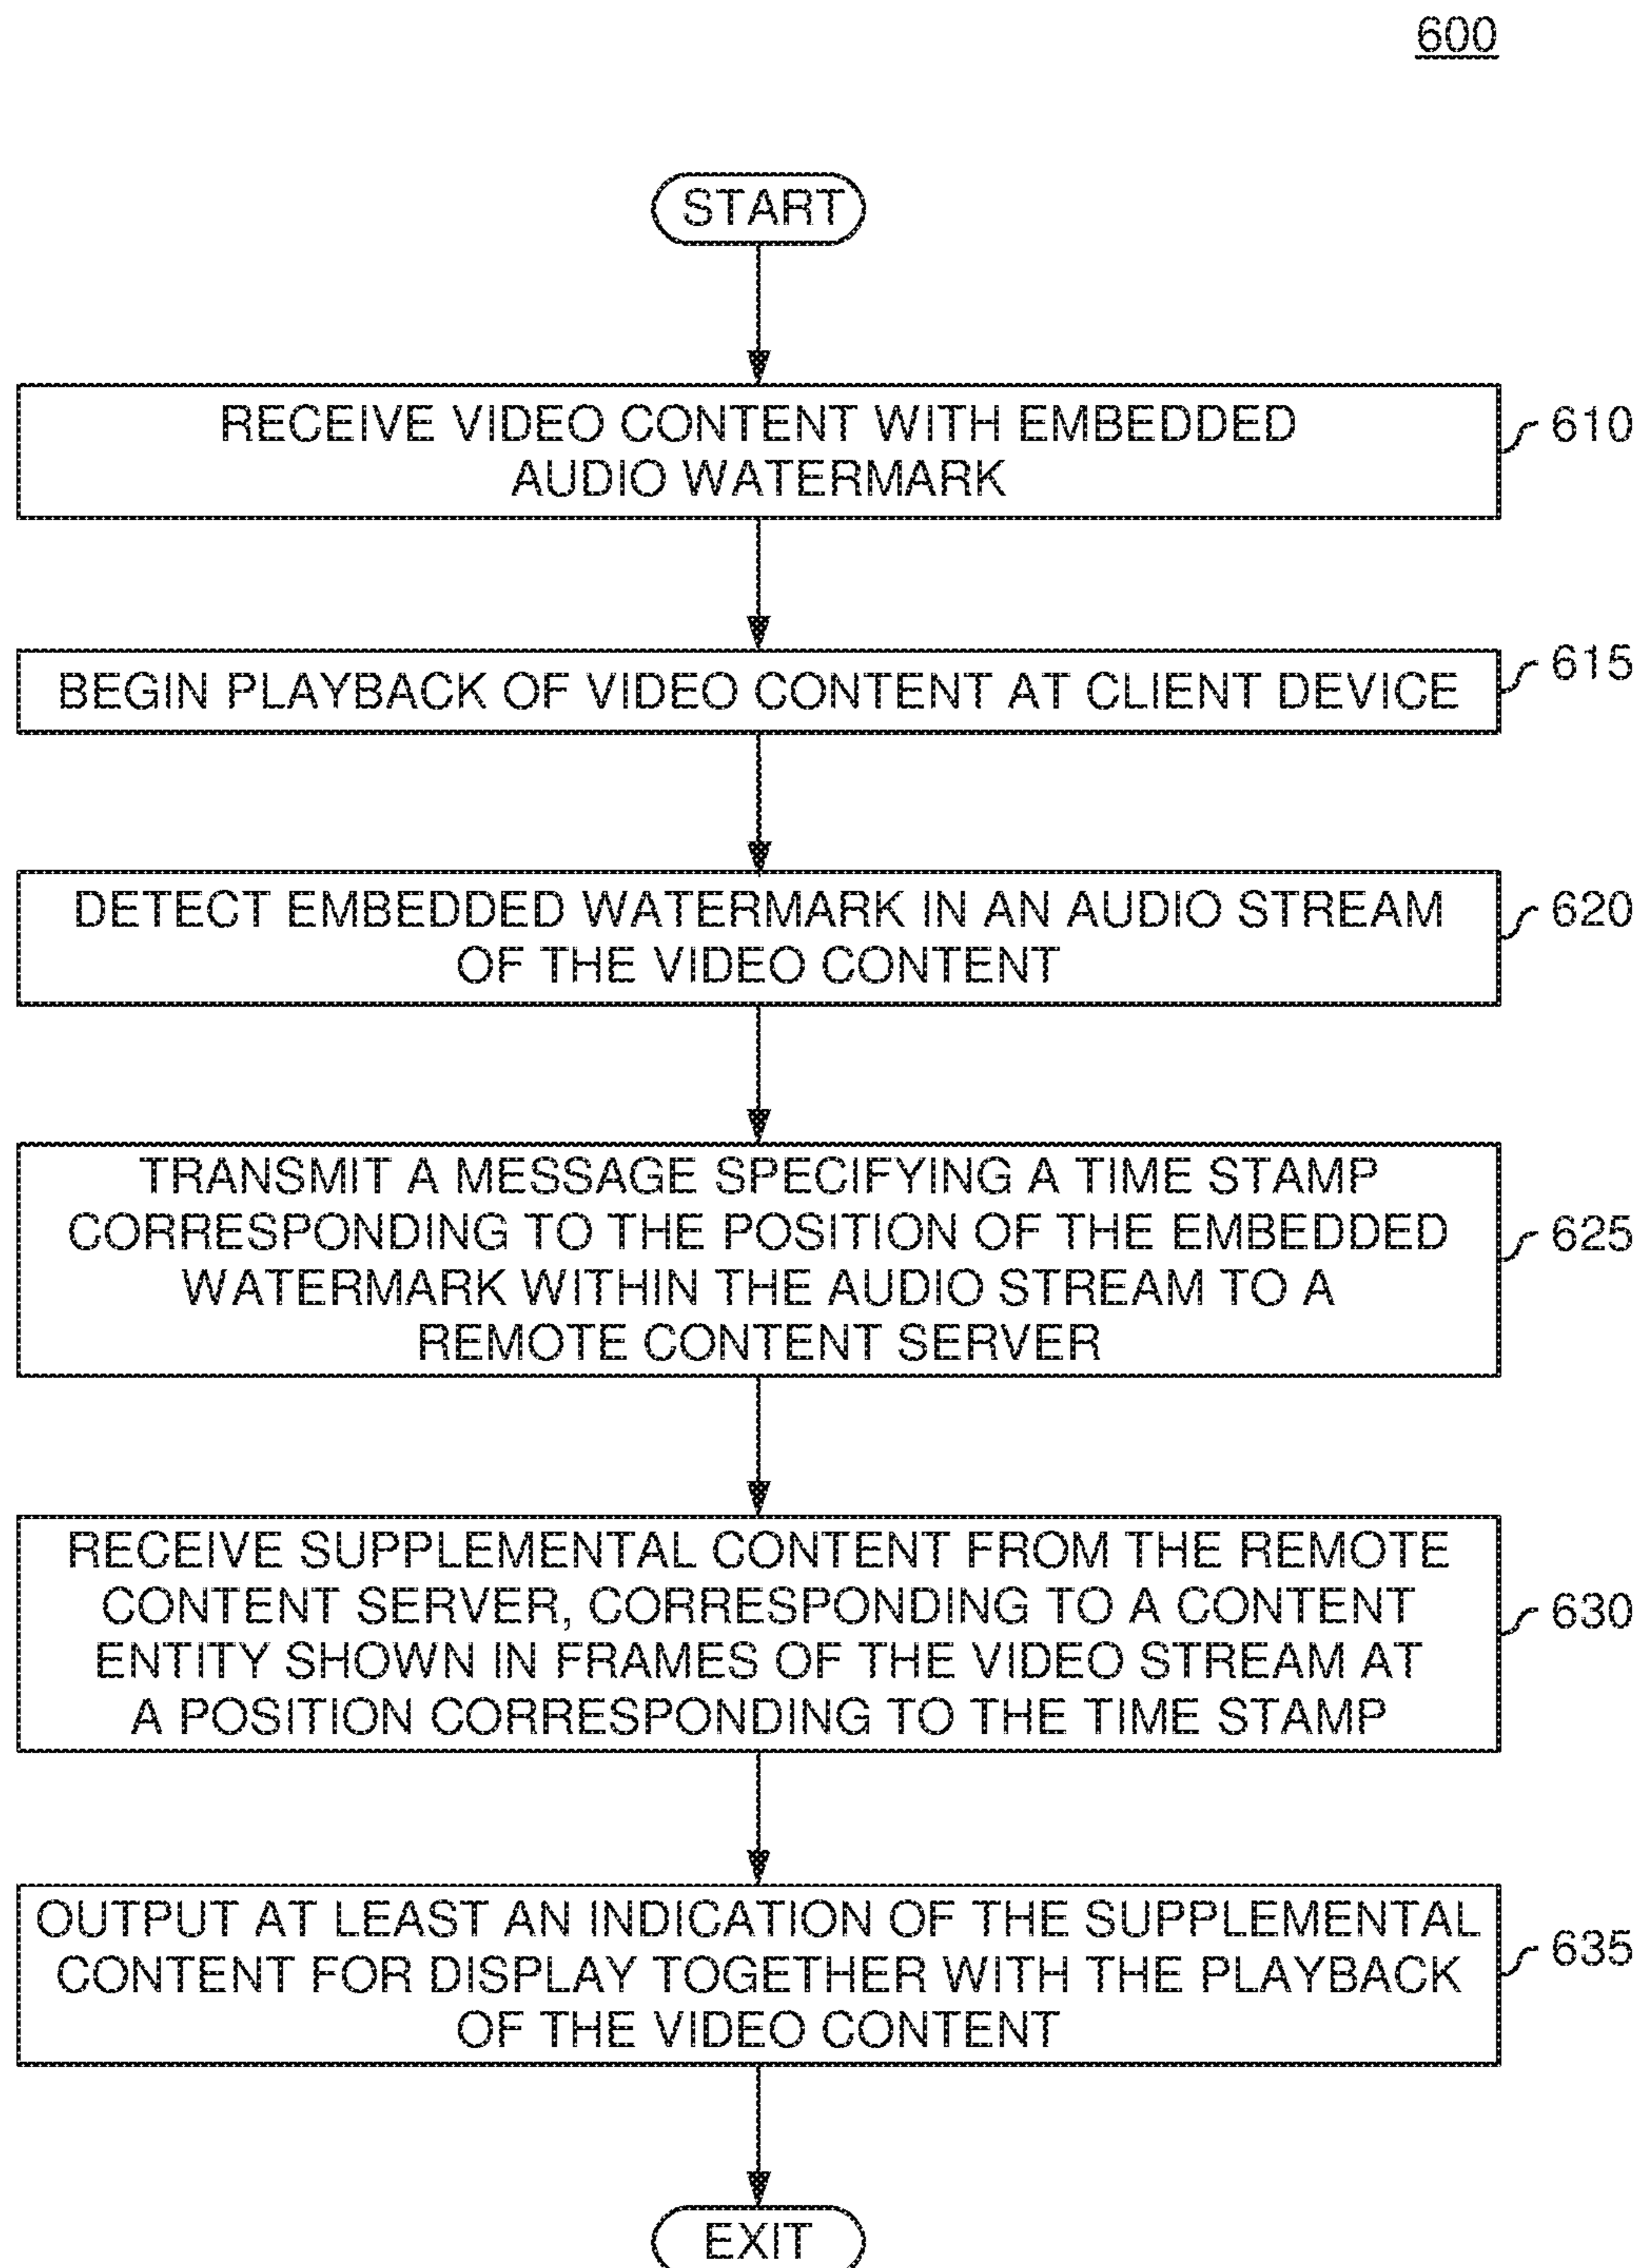 600
START
RECEIVE VIDEO CONTENT WITH EMBEDDED
AUDIO WATERMARK
610
BEGIN PLAYBACK OF VIDEO CONTENT AT CLIENT DEVICE
615
DETECT EMBEDDED WATERMARK IN AN AUDIO STREAM
OF THE VIDEO CONTENT
620
TRANSMIT A MESSAGE SPECIFYING A TIME STAMP
CORRESPONDING TO THE POSITION OF THE EMBEDDED
WATERMARK WITHIN THE AUDIO STREAM TO A
REMOTE CONTENT SERVER
625
RECEIVE SUPPLEMENTAL CONTENT FROM THE REMOTE
CONTENT SERVER, CORRESPONDING TO A CONTENT
ENTITY SHOWN IN FRAMES OF THE VIDEO STREAM AT
A POSITION CORRESPONDING TO THE TIME STAMP
630
OUTPUT AT LEAST AN INDICATION OF THE SUPPLEMENTAL
CONTENT FOR DISPLAY TOGETHER WITH THE PLAYBACK
OF THE VIDEO CONTENT
635
EXIT